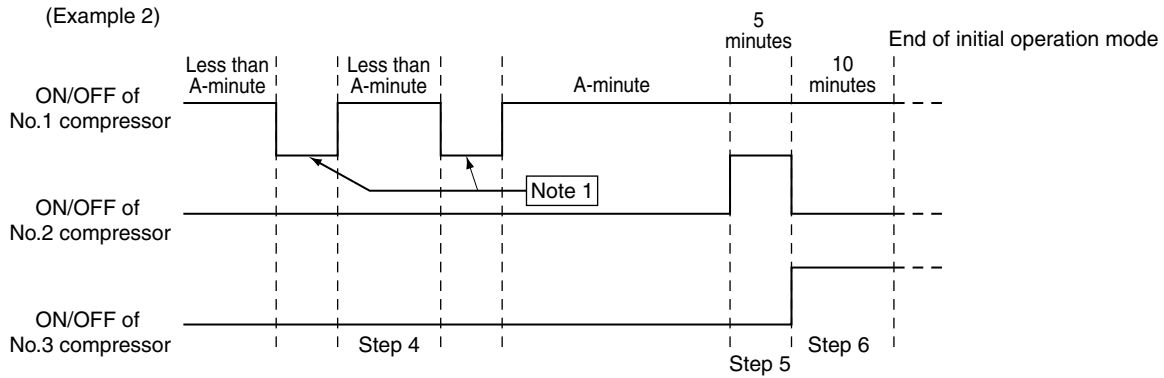 (Example 2)
5
minutes
End of initial operation mode
Less than
A-minute
Less than
A-minute
A-minute
10
minutes
ON/OFF of
No.1 compressor
Note 1
ON/OFF of
No.2 compressor
ON/OFF of
No.3 compressor
Step 4
Step 5
Step 6